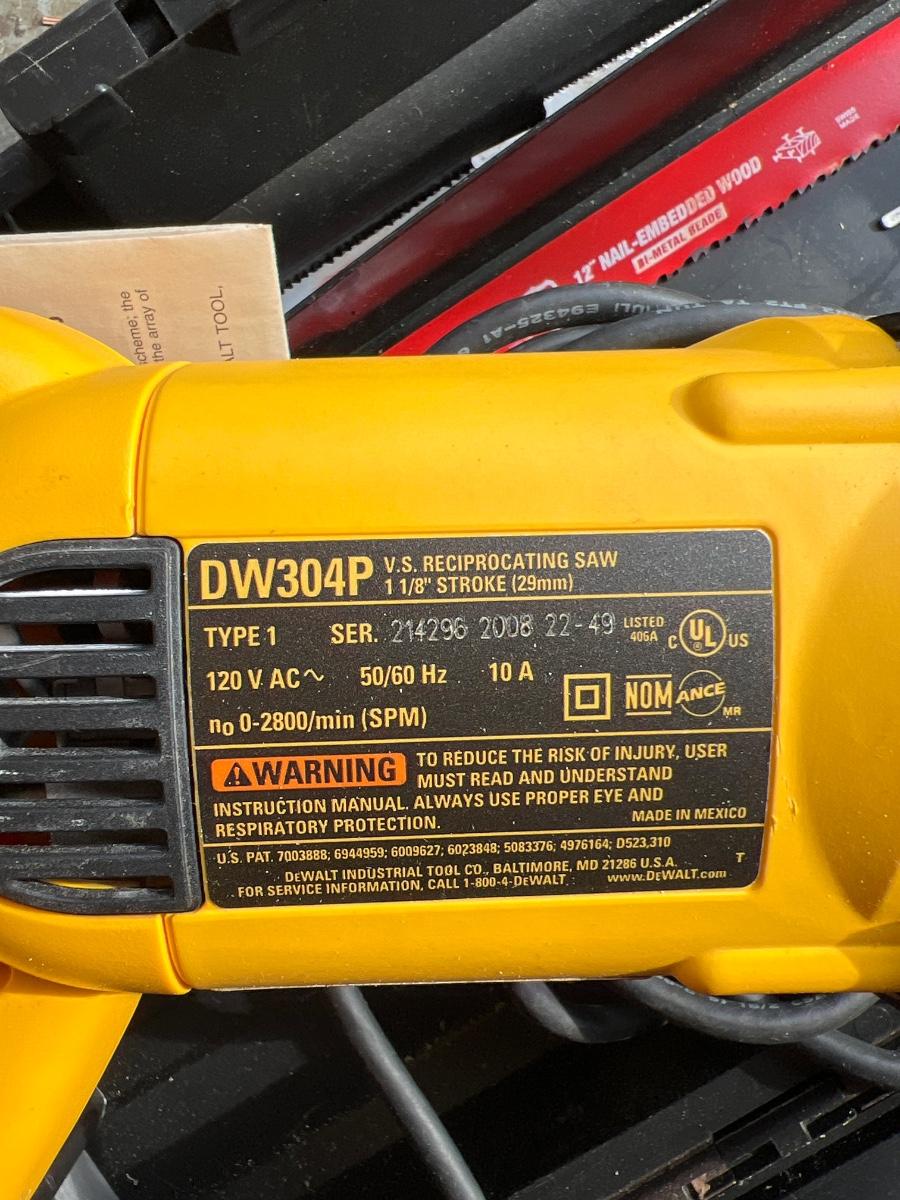 SWISS
MADE
12" NAIL-EMBEDDED WOOD
BI-METAL BLADE
(UL) E94325-A1
scheme; the
the array of
ALT TOOL,
DW304P V.S. RECIPROCATING SAW
1 1/8" STROKE (29mm)
TYPE 1 SER. 214296 2008 22-49 LISTED
406A
C UL US
120 V AC~ 50/60 Hz 10 A
NOM ANCE
MR
n₀ 0-2800/min (SPM)
⚠WARNING TO REDUCE THE RISK OF INJURY, USER
MUST READ AND UNDERSTAND
INSTRUCTION MANUAL. ALWAYS USE PROPER EYE AND
RESPIRATORY PROTECTION. MADE IN MEXICO
U.S. PAT. 7003888; 6944959; 6009627; 6023848; 5083376; 4976164; D523,310
DEWALT INDUSTRIAL TOOL CO., BALTIMORE, MD 21286 U.S.A. T
FOR SERVICE INFORMATION, CALL 1-800-4-DEWALT www.DEWALT.com